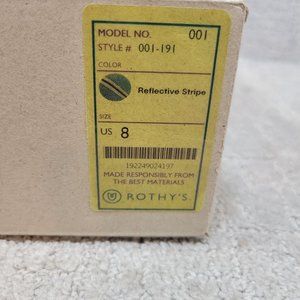 MODEL NO. 001
STYLE # 001-191
COLOR
Reflective Stripe
SIZE
US 8
192249024197
MADE RESPONSIBLY FROM
THE BEST MATERIALS
ROTHY'S